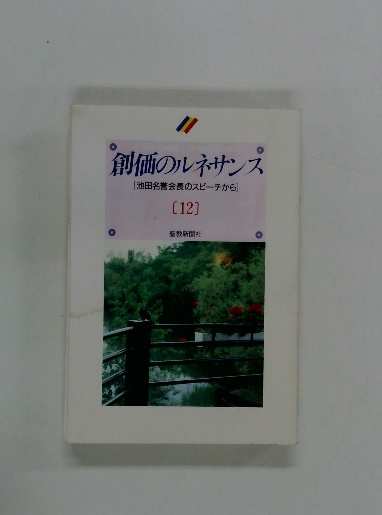 創価のルネサンス
［池田名誉会長のスピーチから］
〔12〕
聖教新聞社